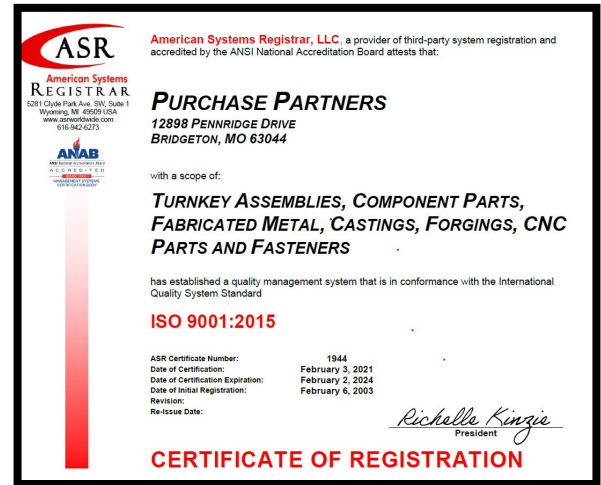 ASR
American Systems
REGISTRAR
5281 Clyde Park Ave. SW, Suite 1
Wyoming, MI 49509 USA
www.asrworldwide.com
616-942-6273
ANAB
ANSI National Accreditation Board
ACCREDITED
MANAGEMENT SYSTEMS
CERTIFICATION BODY
American Systems Registrar, LLC, a provider of third-party system registration and
accredited by the ANSI National Accreditation Board attests that:
PURCHASE PARTNERS
12898 PENNRIDGE DRIVE
BRIDGETON, MO 63044
with a scope of:
TURNKEY ASSEMBLIES, COMPONENT PARTS,
FABRICATED METAL, CASTINGS, FORGINGS, CNC
PARTS AND FASTENERS
has established a quality management system that is in conformance with the International
Quality System Standard
ISO 9001:2015
ASR Certificate Number: 1944
Date of Certification: February 3, 2021
Date of Certification Expiration: February 2, 2024
Date of Initial Registration: February 6, 2003
Revision:
Re-Issue Date:
Richelle Kinzie
President
CERTIFICATE OF REGISTRATION